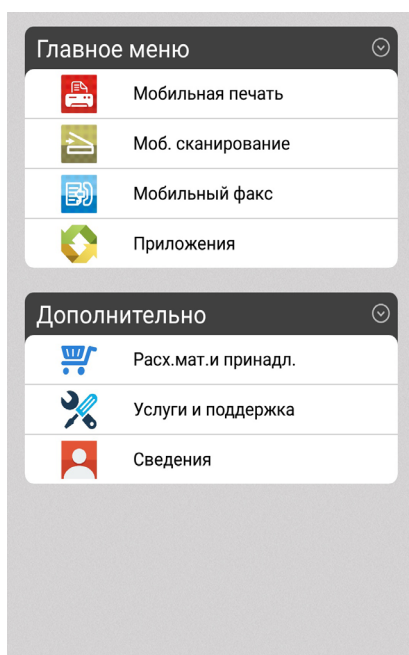 Главное меню
Мобильная печать
Моб. сканирование
Мобильный факс
Приложения
Дополнительно
Расх.мат.и принадл.
Услуги и поддержка
Сведения